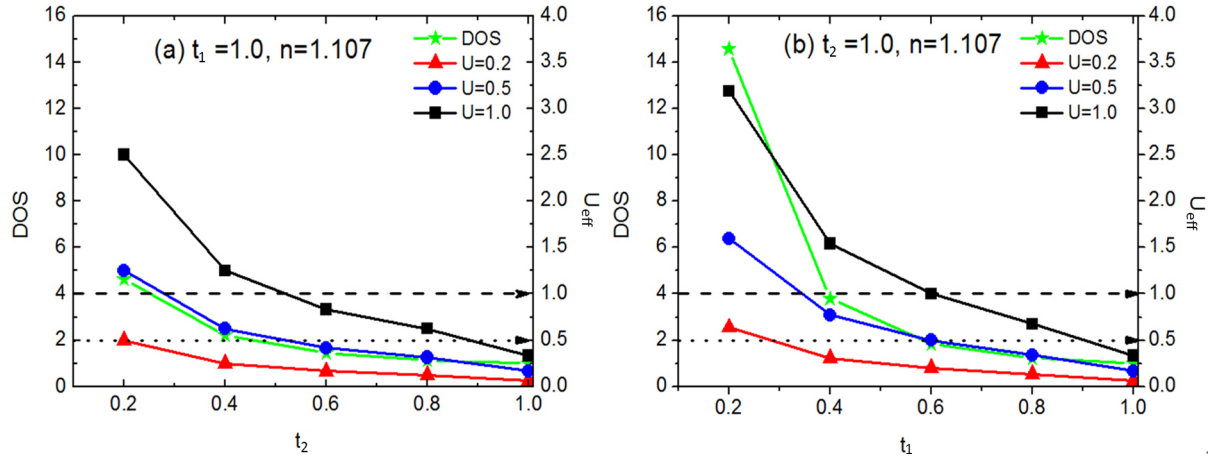 (a) t₁ =1.0, n=1.107
DOS
U=0.2
U=0.5
U=1.0
16
14
12
10
8
6
4
2
0
DOS
4.0
3.5
3.0
2.5
2.0
1.5
1.0
0.5
0.0
U_eff
0.2 0.4 0.6 0.8 1.0
t₂
(b) t₂ =1.0, n=1.107
DOS
U=0.2
U=0.5
U=1.0
16
14
12
10
8
6
4
2
0
DOS
4.0
3.5
3.0
2.5
2.0
1.5
1.0
0.5
0.0
U_eff
0.2 0.4 0.6 0.8 1.0
t₁